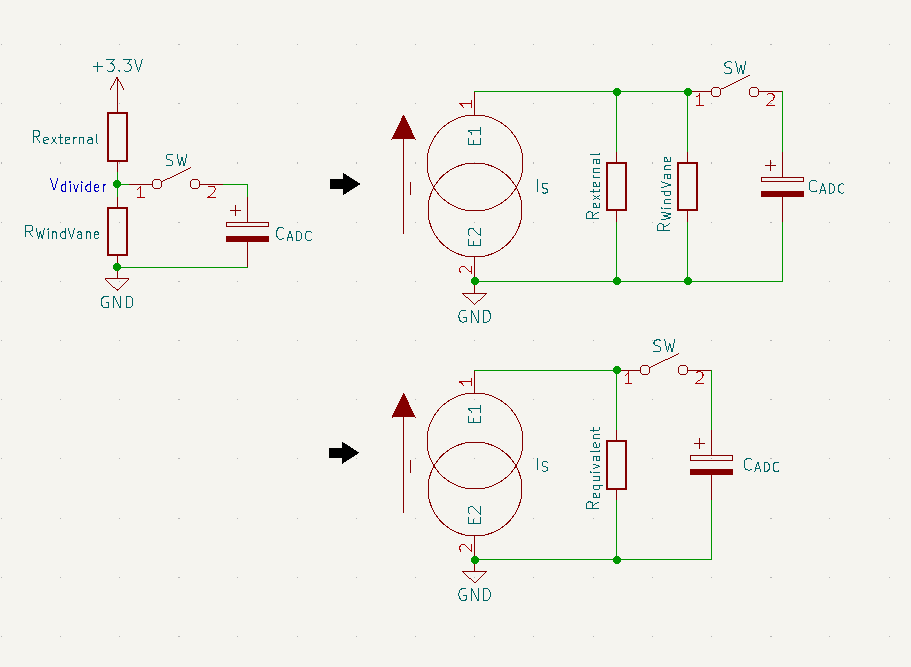 +3.3V
Rexternal
SW
Vdivider
1
2
+
RWindVane
CADC
GND
SW
1
1
2
E1
+
I
IS
Rexternal
RWindVane
CADC
E2
2
GND
SW
1
1
2
E1
+
I
IS
Requivalent
CADC
E2
2
GND